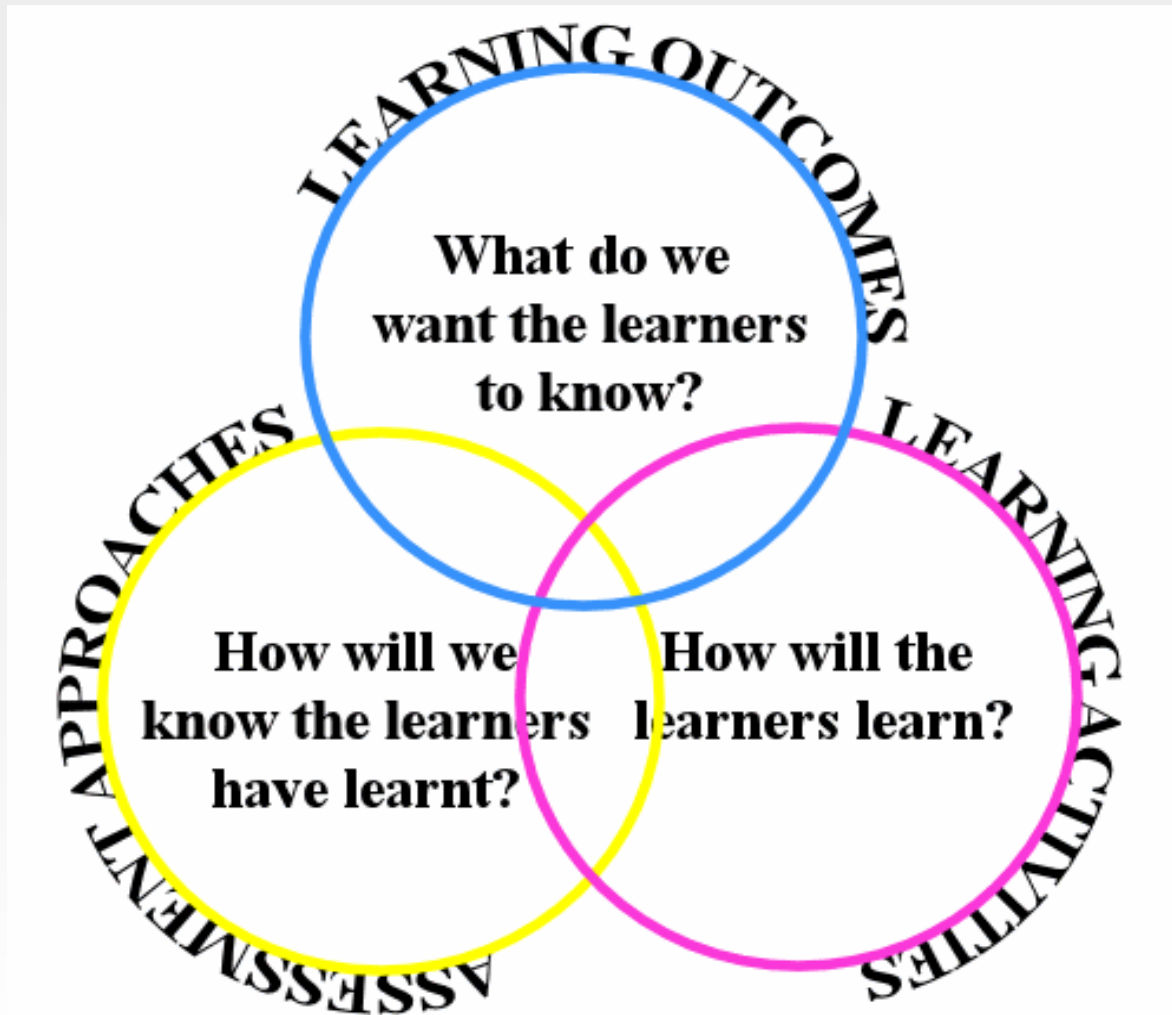 LEARNING OUTCOMES
What do we
want the learners
to know?
ASSESSMENT APPROACHES
How will we
know the learners
have learnt?
LEARNING ACTIVITIES
How will the
learners learn?